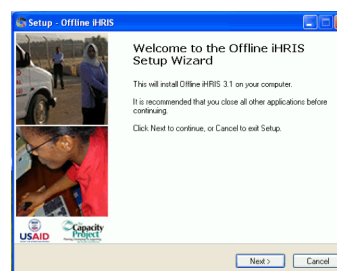 Setup - Offline iHRIS
Welcome to the Offline iHRIS
Setup Wizard
This will install Offline iHRIS 3.1 on your computer.
It is recommended that you close all other applications before
continuing.
Click Next to continue, or Cancel to exit Setup.
USAID
Capacity
Project
Next >
Cancel